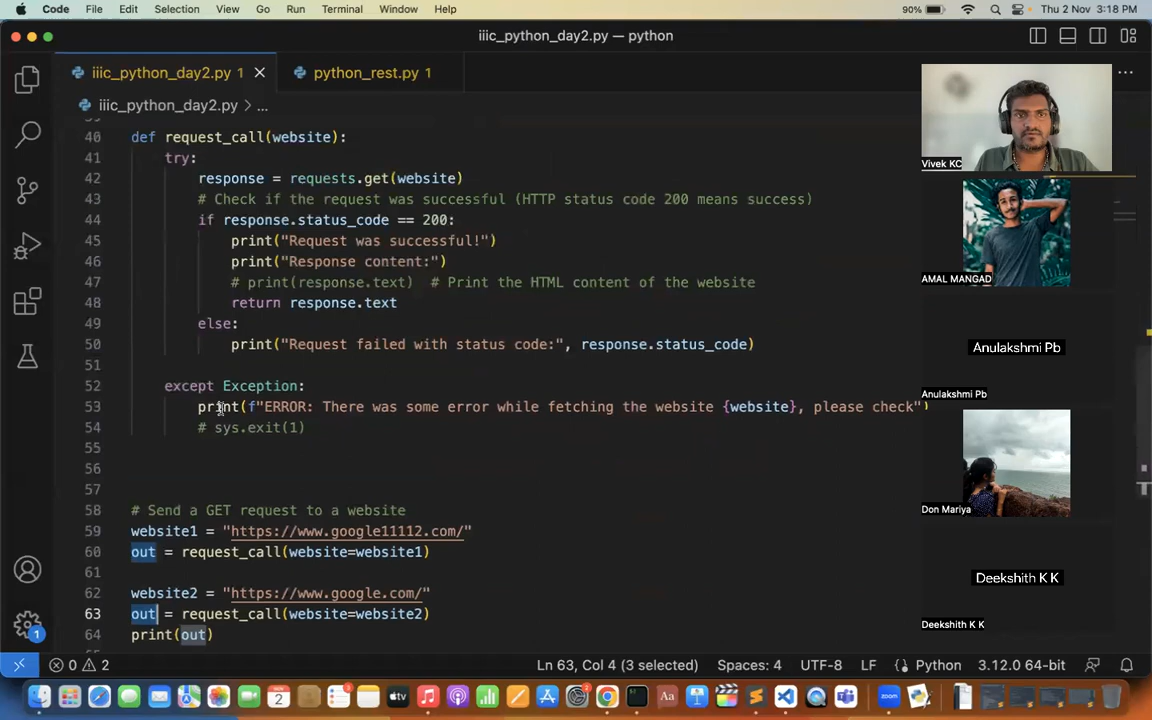 Code File Edit Selection View Go Run Terminal Window Help 90% Thu 2 Nov 3:18 PM
iiic_python_day2.py — python
iiic_python_day2.py 1 python_rest.py 1
iiic_python_day2.py > ...
40 def request_call(website):
41 try:
42 response = requests.get(website)
43 # Check if the request was successful (HTTP status code 200 means success)
44 if response.status_code == 200:
45 print("Request was successful!")
46 print("Response content:")
47 # print(response.text) # Print the HTML content of the website
48 return response.text
49 else:
50 print("Request failed with status code:", response.status_code)
51
52 except Exception:
53 print(f"ERROR: There was some error while fetching the website {website}, please check")
54 # sys.exit(1)
55
56
57
58 # Send a GET request to a website
59 website1 = "https://www.google11112.com/"
60 out = request_call(website=website1)
61
62 website2 = "https://www.google.com/"
63 out = request_call(website=website2)
64 print(out)
Vivek KC
AMAL MANGAD
Anulakshmi Pb
Anulakshmi Pb
Don Mariya
Deekshith K K
Deekshith K K
1
0 2 Ln 63, Col 4 (3 selected) Spaces: 4 UTF-8 LF Python 3.12.0 64-bit